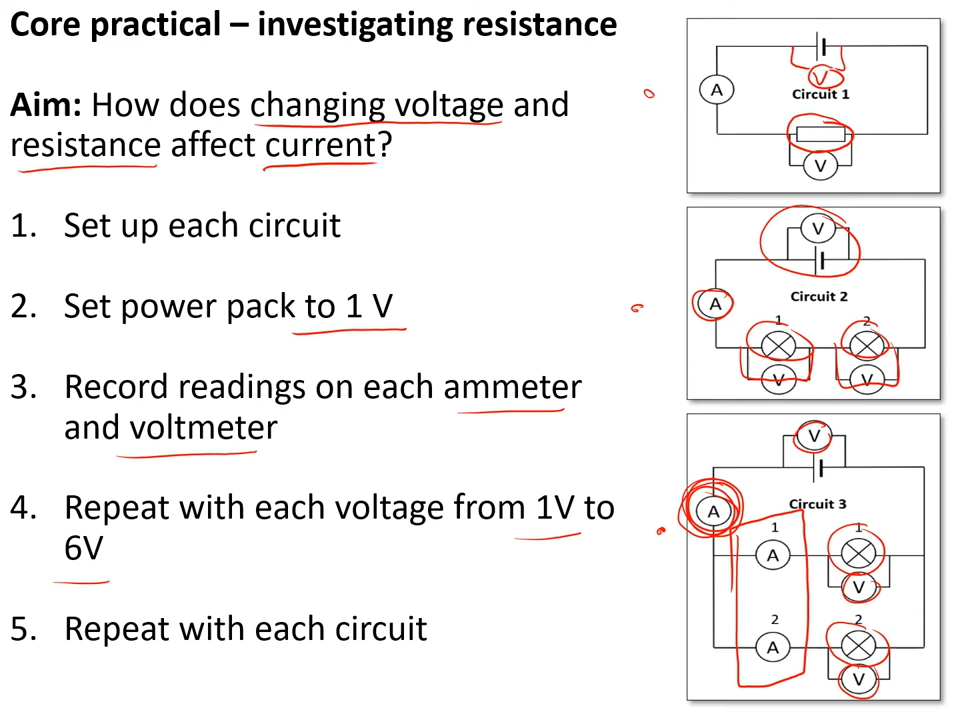 Core practical – investigating resistance
Aim: How does changing voltage and
resistance affect current?
1. Set up each circuit
2. Set power pack to 1 V
3. Record readings on each ammeter
and voltmeter
4. Repeat with each voltage from 1V to
6V
5. Repeat with each circuit
V
A
Circuit 1
V
V
A
Circuit 2
1 2
V V
V
A
Circuit 3
1 1
A
V
2 2
A
V